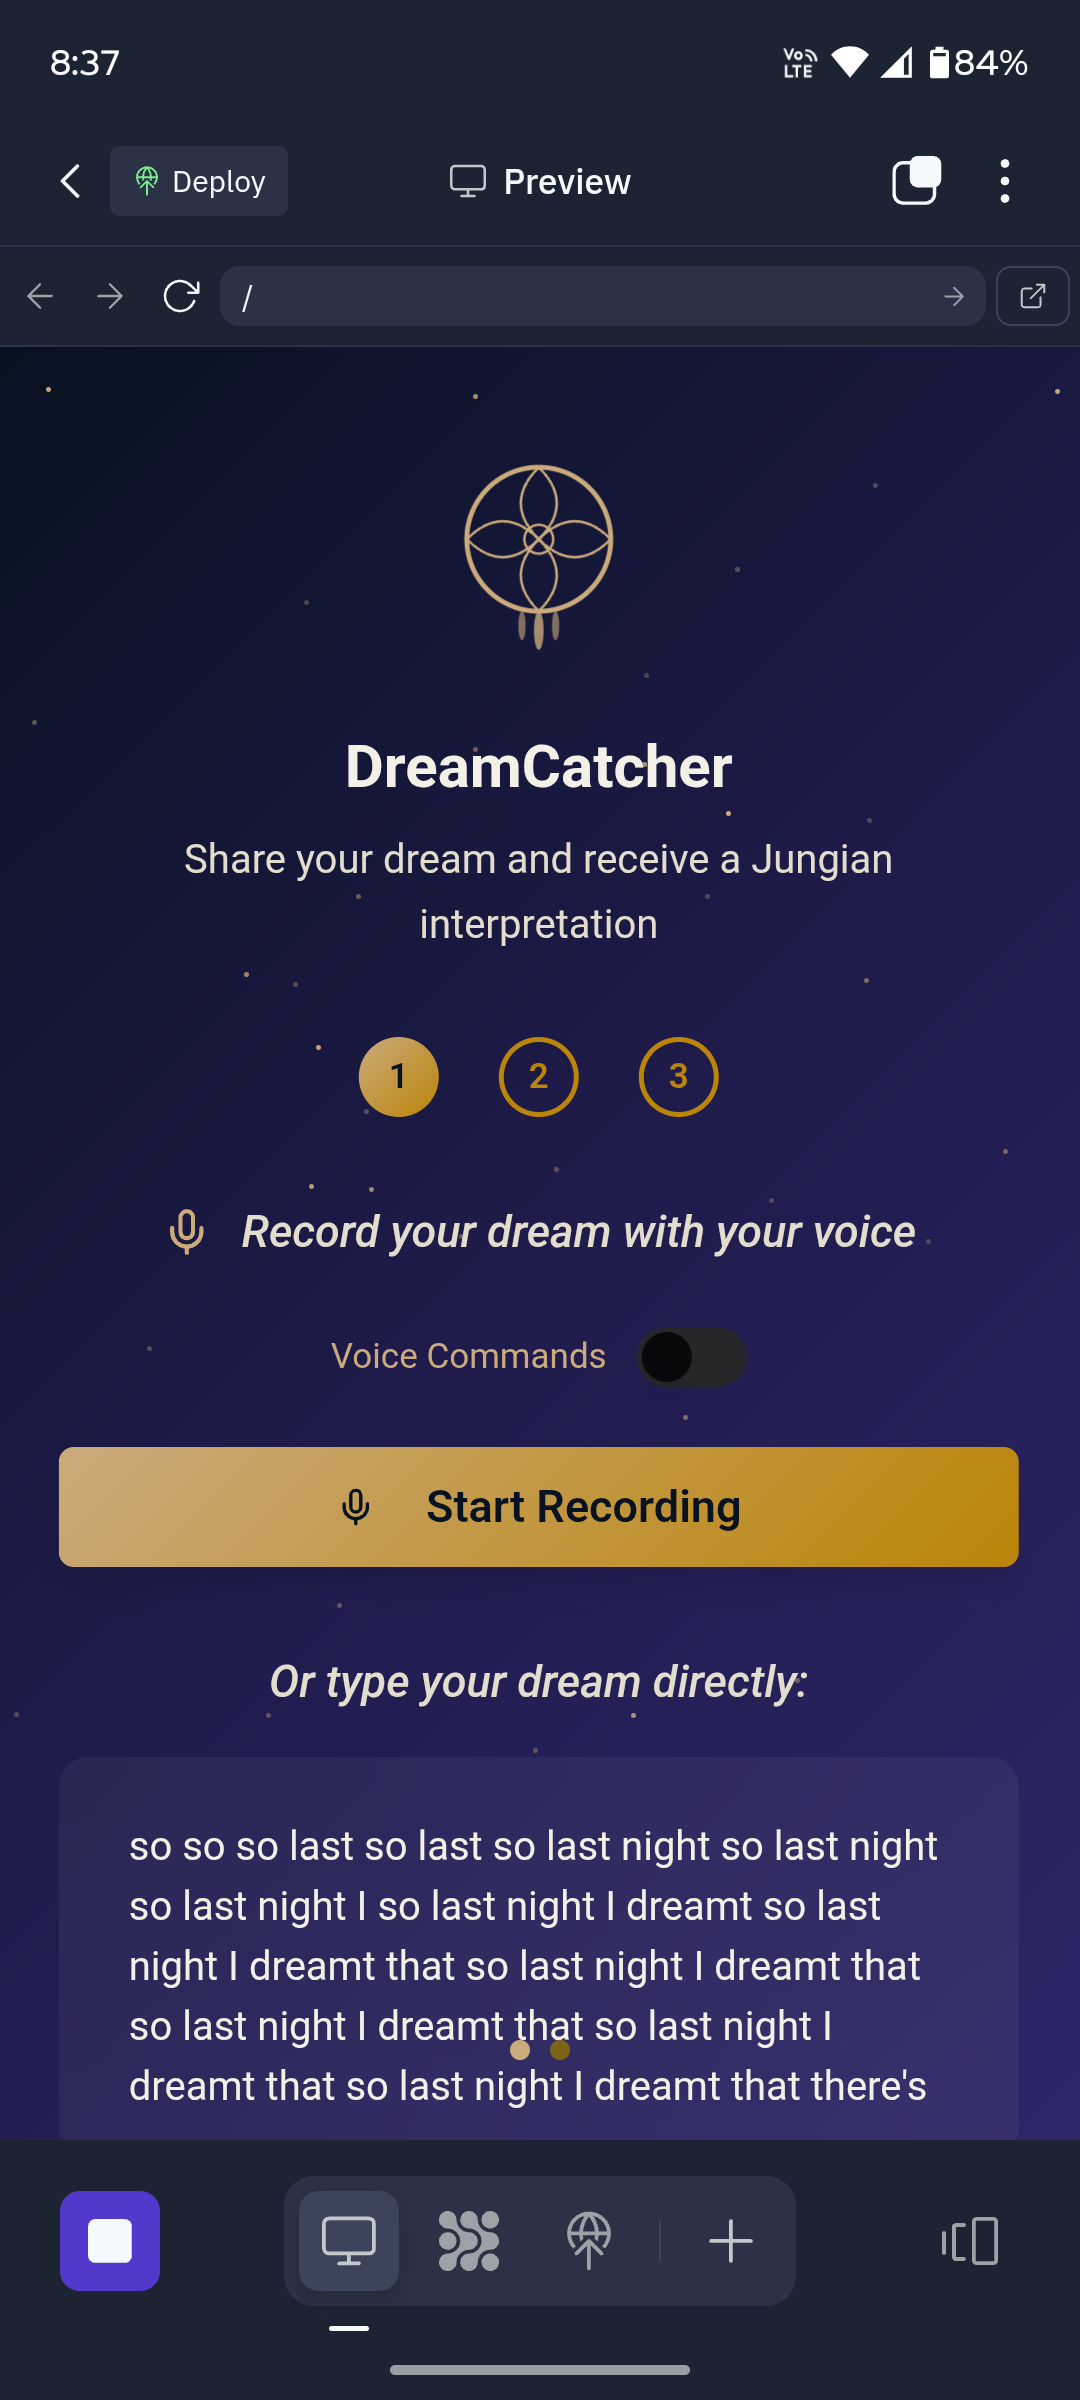 8:37
Vo LTE
84%
Deploy
Preview
/
DreamCatcher
Share your dream and receive a Jungian
interpretation
1 2 3
Record your dream with your voice
Voice Commands
Start Recording
Or type your dream directly:
so so so last so last so last night so last night
so last night I so last night I dreamt so last
night I dreamt that so last night I dreamt that
so last night I dreamt that so last night I
dreamt that so last night I dreamt that there's